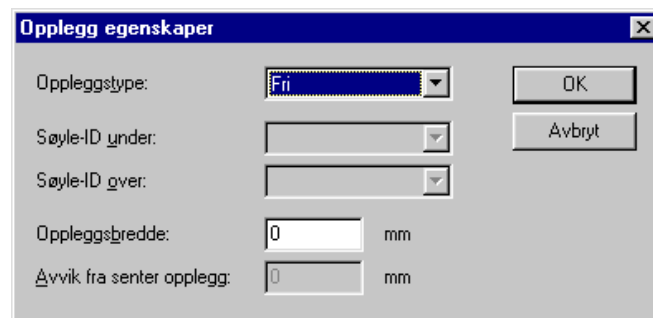 Opplegg egenskaper
Oppleggstype: Fri OK
Søyle-ID under: Avbryt
Søyle-ID over:
Oppleggsbredde: 0 mm
Avvik fra senter opplegg: 0 mm